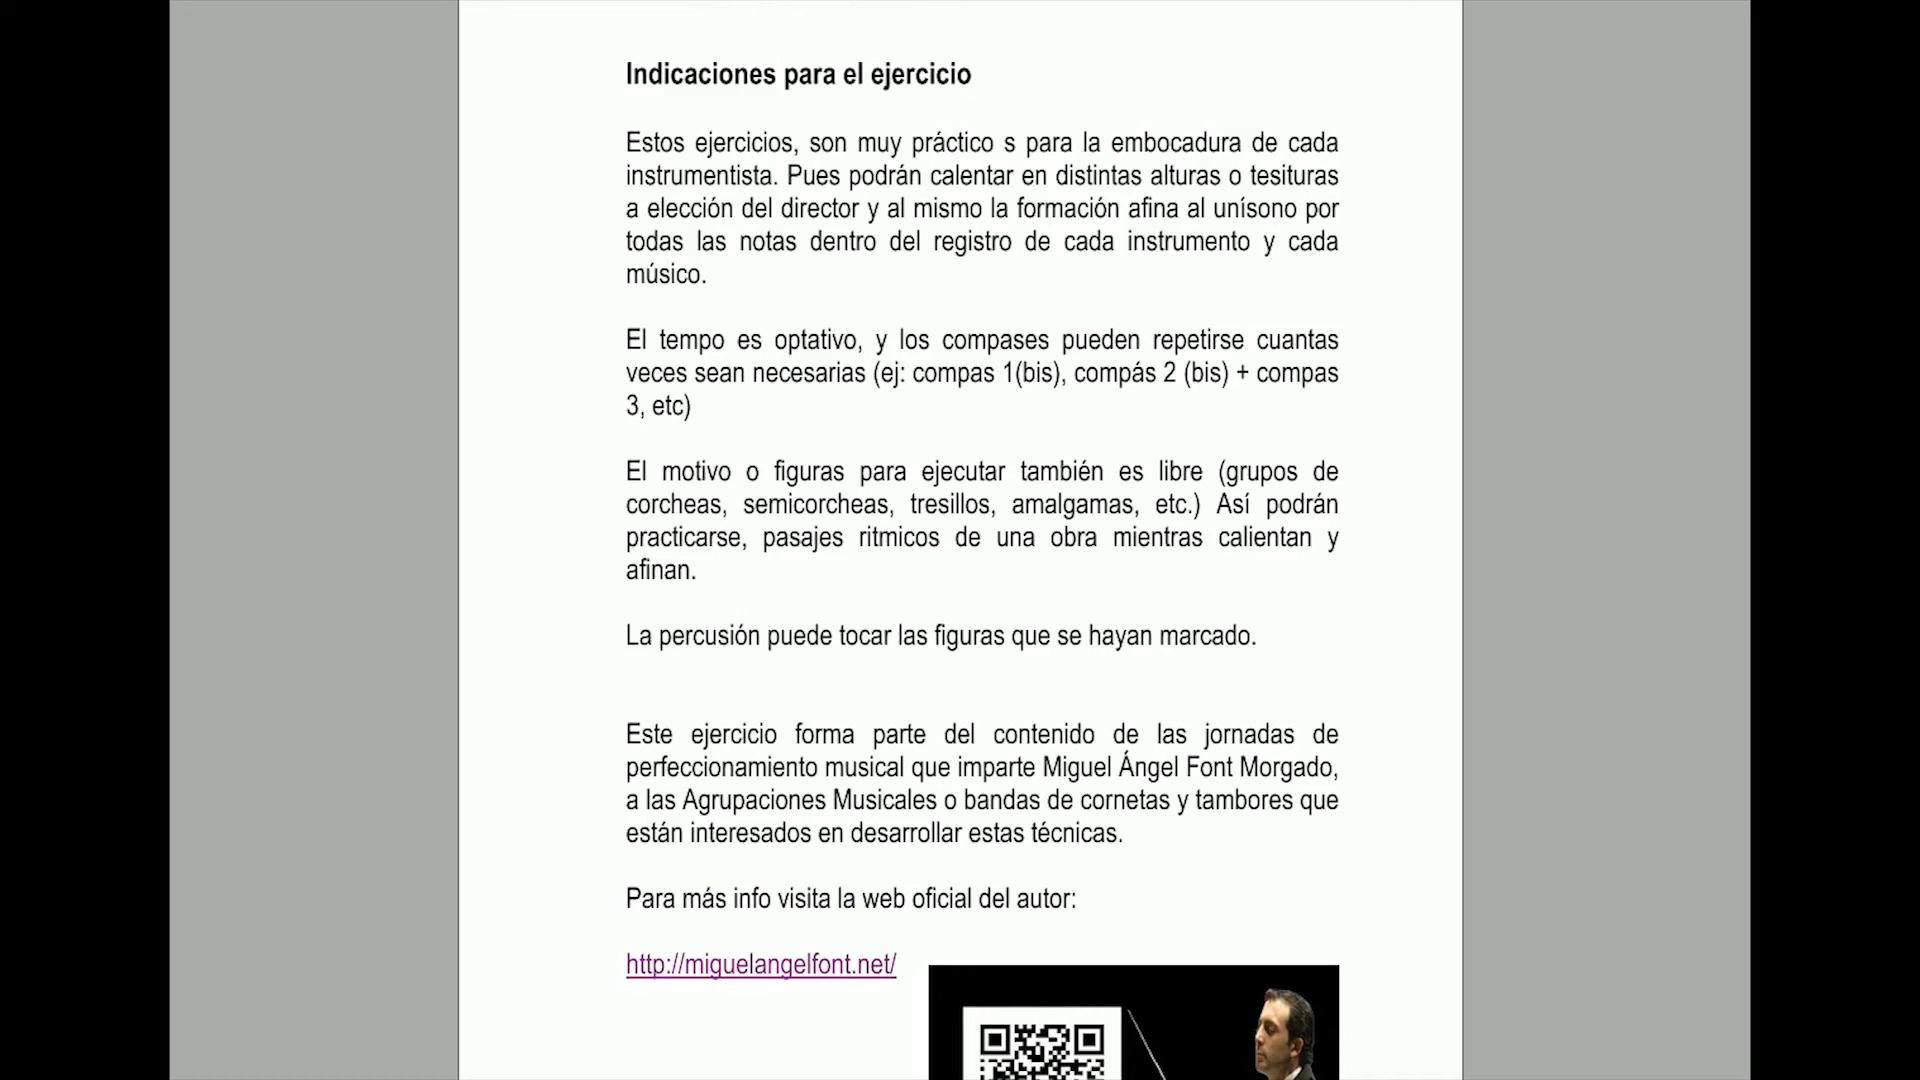 Indicaciones para el ejercicio
Estos ejercicios, son muy práctico s para la embocadura de cada
instrumentista. Pues podrán calentar en distintas alturas o tesituras
a elección del director y al mismo la formación afina al unísono por
todas las notas dentro del registro de cada instrumento y cada
músico.
El tempo es optativo, y los compases pueden repetirse cuantas
veces sean necesarias (ej: compas 1(bis), compás 2 (bis) + compas
3, etc)
El motivo o figuras para ejecutar también es libre (grupos de
corcheas, semicorcheas, tresillos, amalgamas, etc.) Así podrán
practicarse, pasajes ritmicos de una obra mientras calientan y
afinan.
La percusión puede tocar las figuras que se hayan marcado.
Este ejercicio forma parte del contenido de las jornadas de
perfeccionamiento musical que imparte Miguel Ángel Font Morgado,
a las Agrupaciones Musicales o bandas de cornetas y tambores que
están interesados en desarrollar estas técnicas.
Para más info visita la web oficial del autor:
http://miguelangelfont.net/